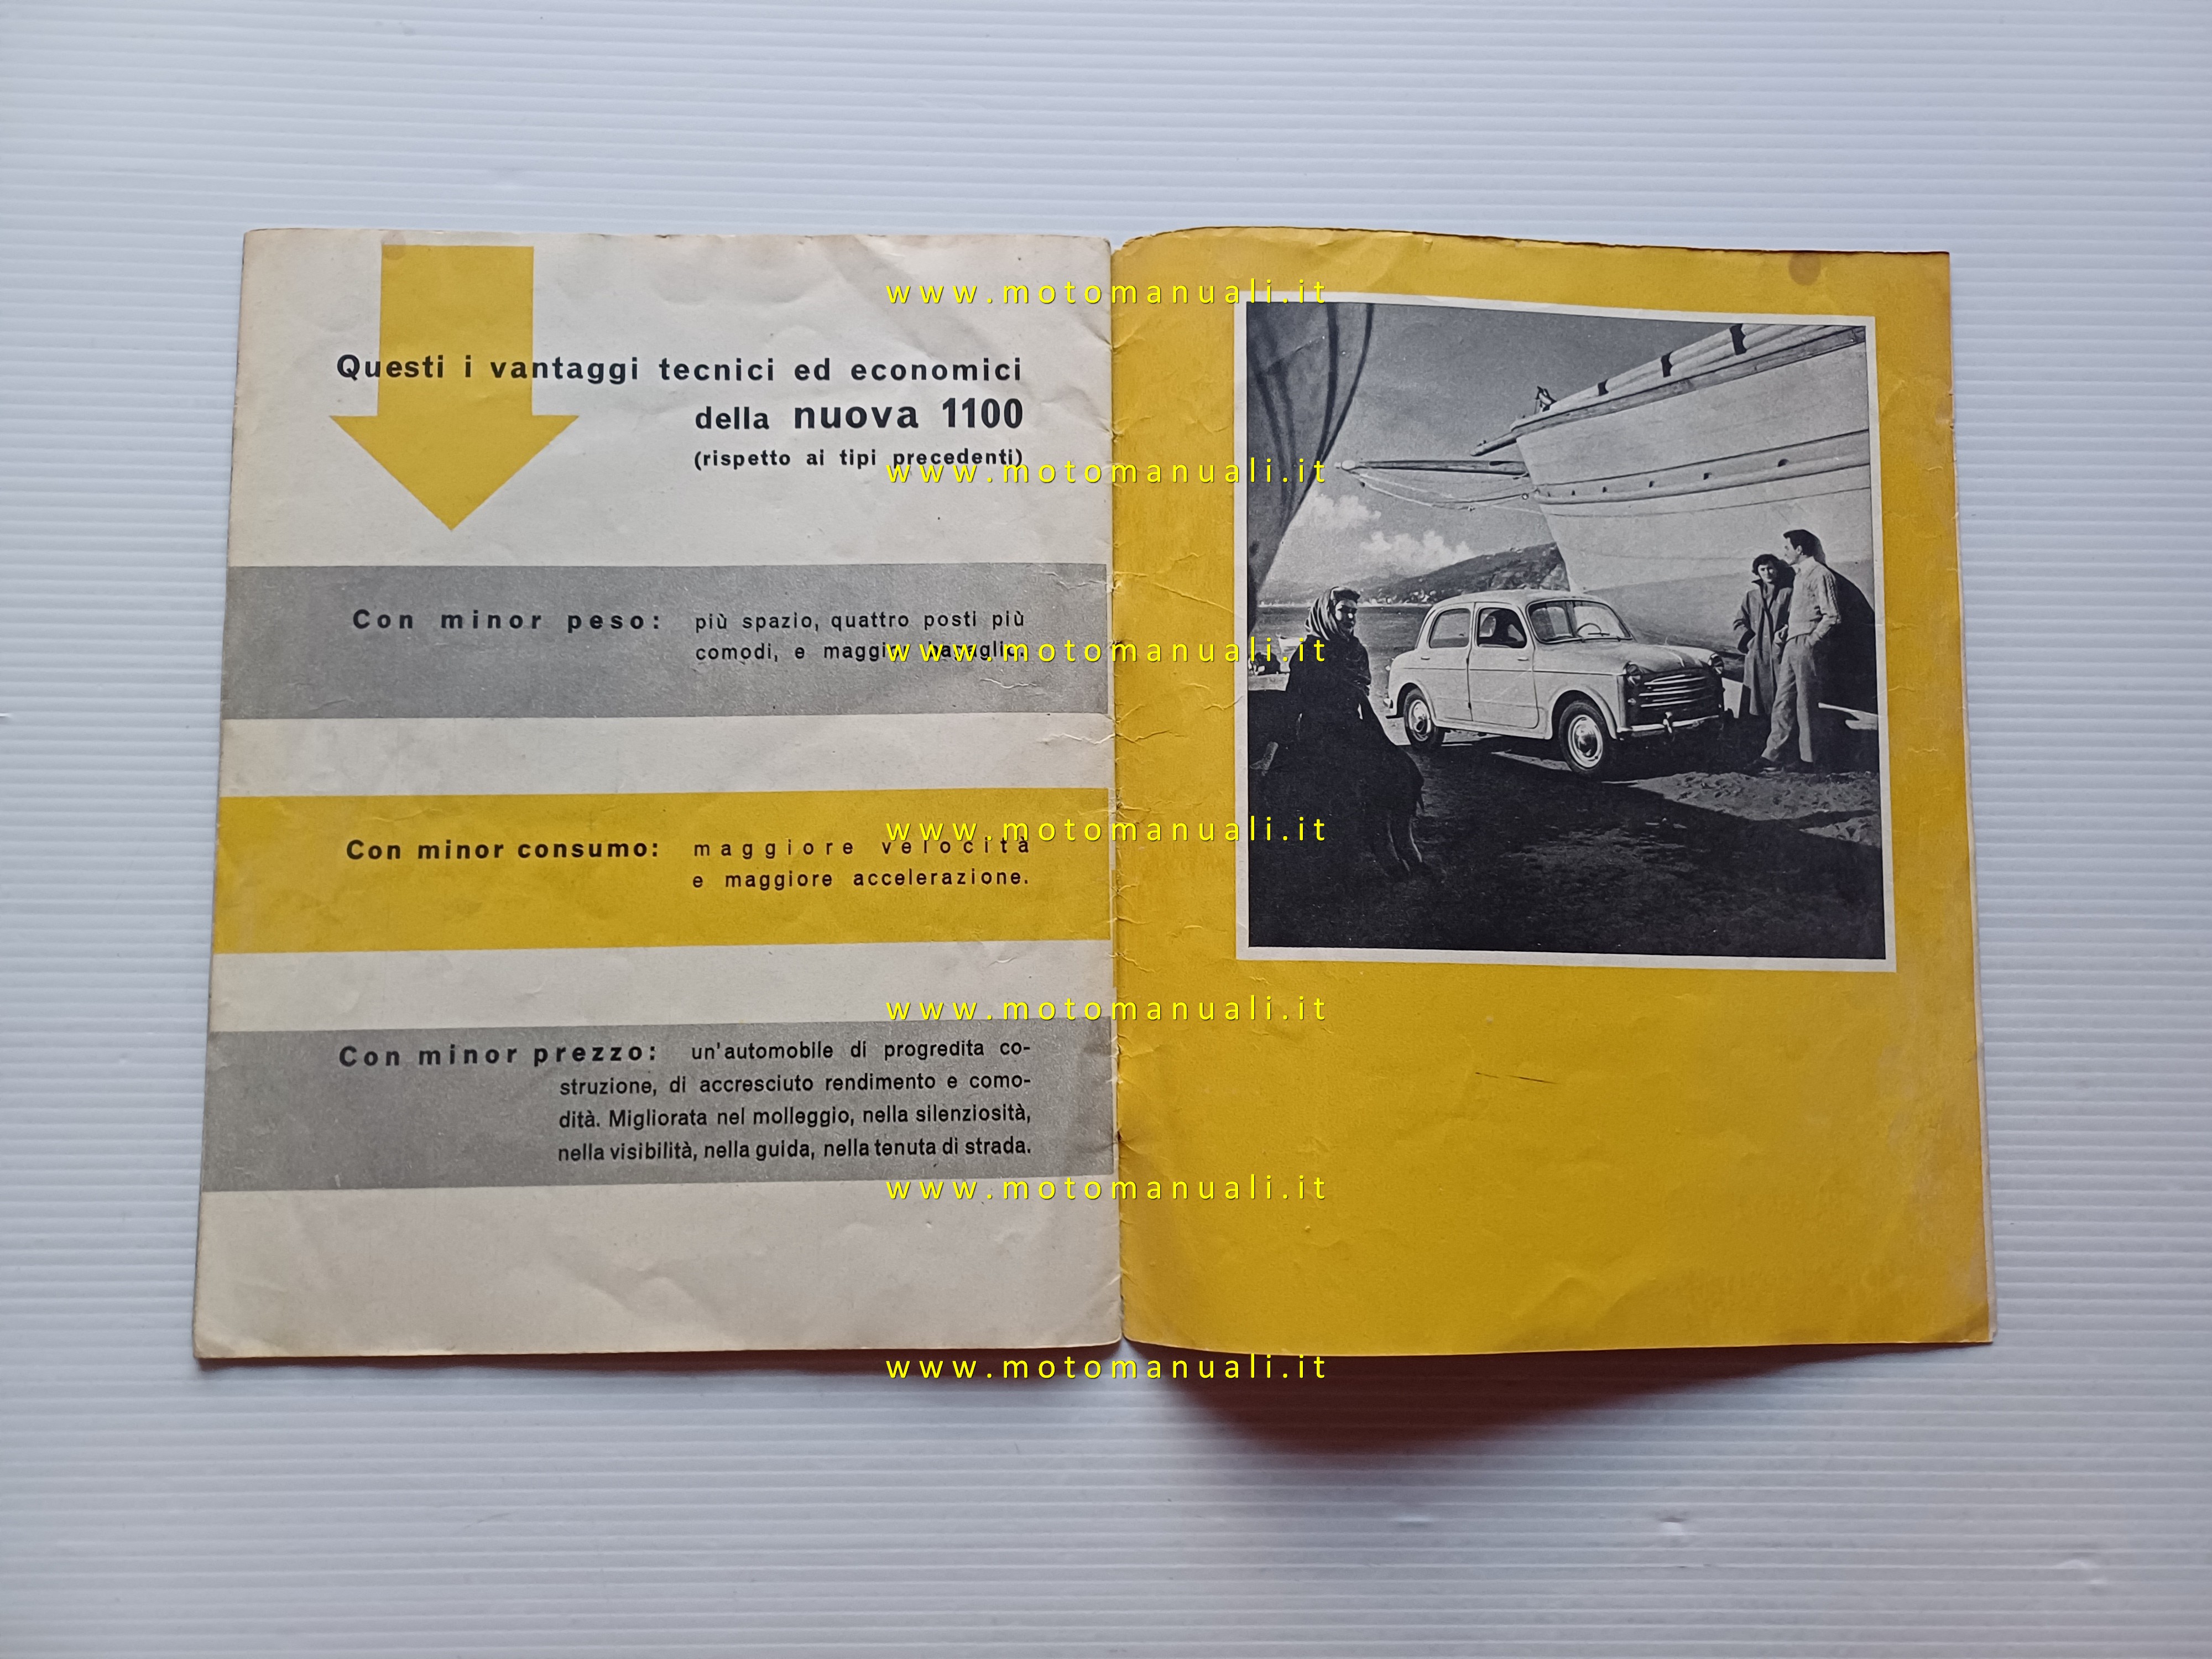 Questi i vantaggi tecnici ed economici
della nuova 1100
(rispetto ai tipi precedenti)
Con minor peso: più spazio, quattro posti più
comodi, e maggior bagaglio.
Con minor consumo: maggiore velocità
e maggiore accelerazione.
Con minor prezzo: un'automobile di progredita co-
struzione, di accresciuto rendimento e como-
dità. Migliorata nel molleggio, nella silenziosità,
nella visibilità, nella guida, nella tenuta di strada.
www.motomanuali.it
www.motomanuali.it
www.motomanuali.it
www.motomanuali.it
www.motomanuali.it
www.motomanuali.it
www.motomanuali.it